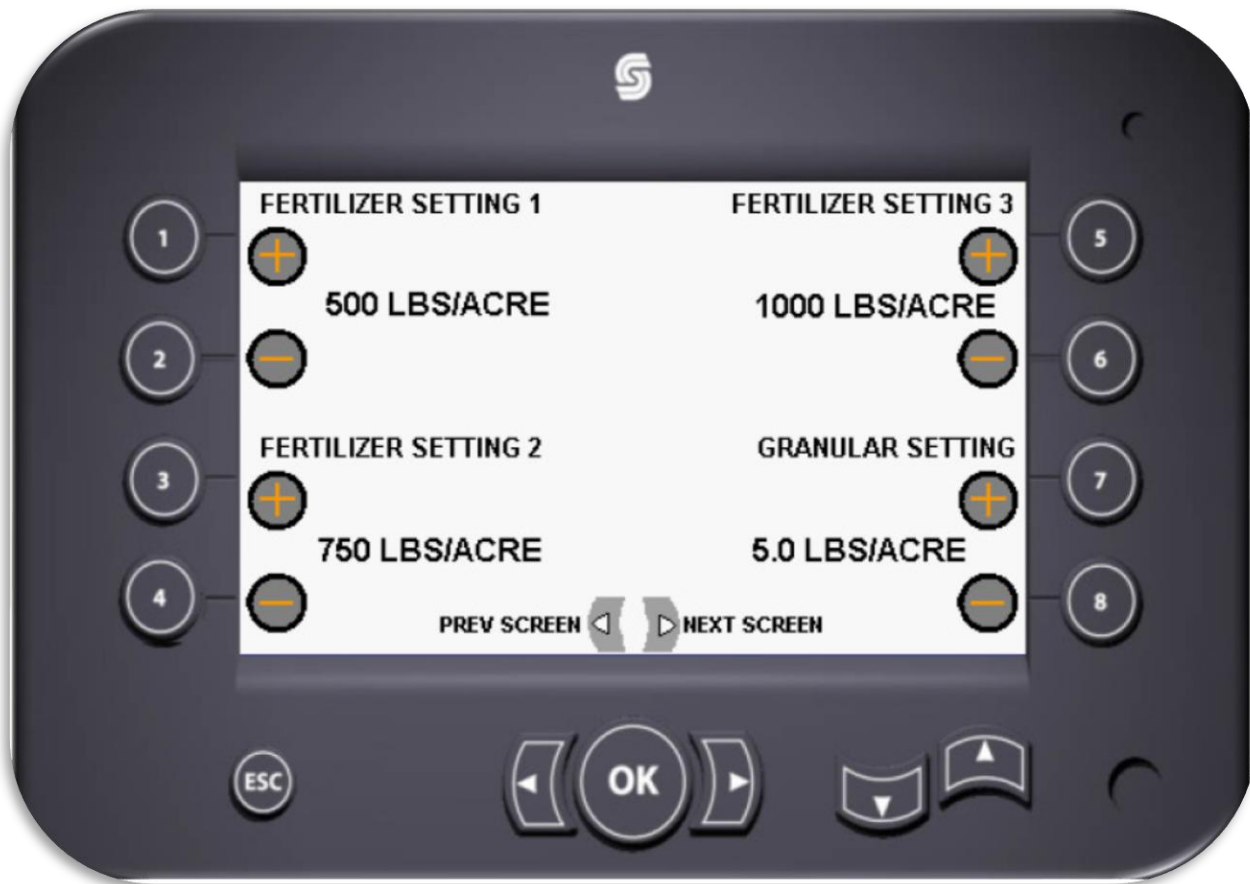 FERTILIZER SETTING 1
FERTILIZER SETTING 3
1
5
500 LBS/ACRE
1000 LBS/ACRE
2
6
FERTILIZER SETTING 2
GRANULAR SETTING
3
7
750 LBS/ACRE
5.0 LBS/ACRE
4
8
PREV SCREEN
NEXT SCREEN
ESC
OK